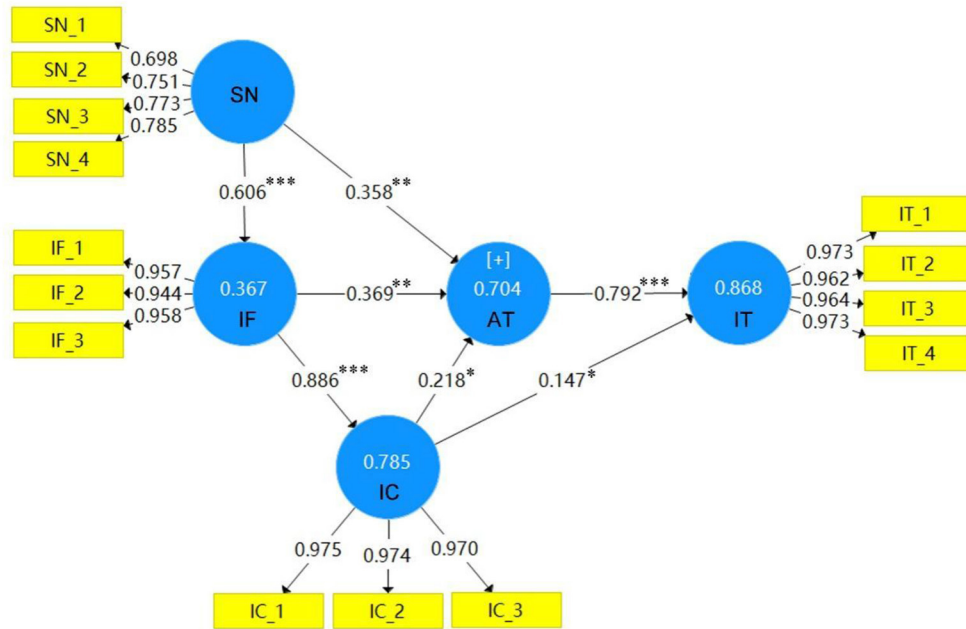 SN_1
0.698
SN_2
0.751
SN_3
0.773
SN_4
0.785
SN
0.606***
0.358**
IF_1
0.957
IF_2
0.944
IF_3
0.958
0.367
IF
0.369**
[+]
0.704
AT
0.792***
0.868
IT
IT_1
0.973
IT_2
0.962
IT_3
0.964
IT_4
0.973
0.886***
0.218*
0.147*
0.785
IC
0.975
0.974
0.970
IC_1
IC_2
IC_3